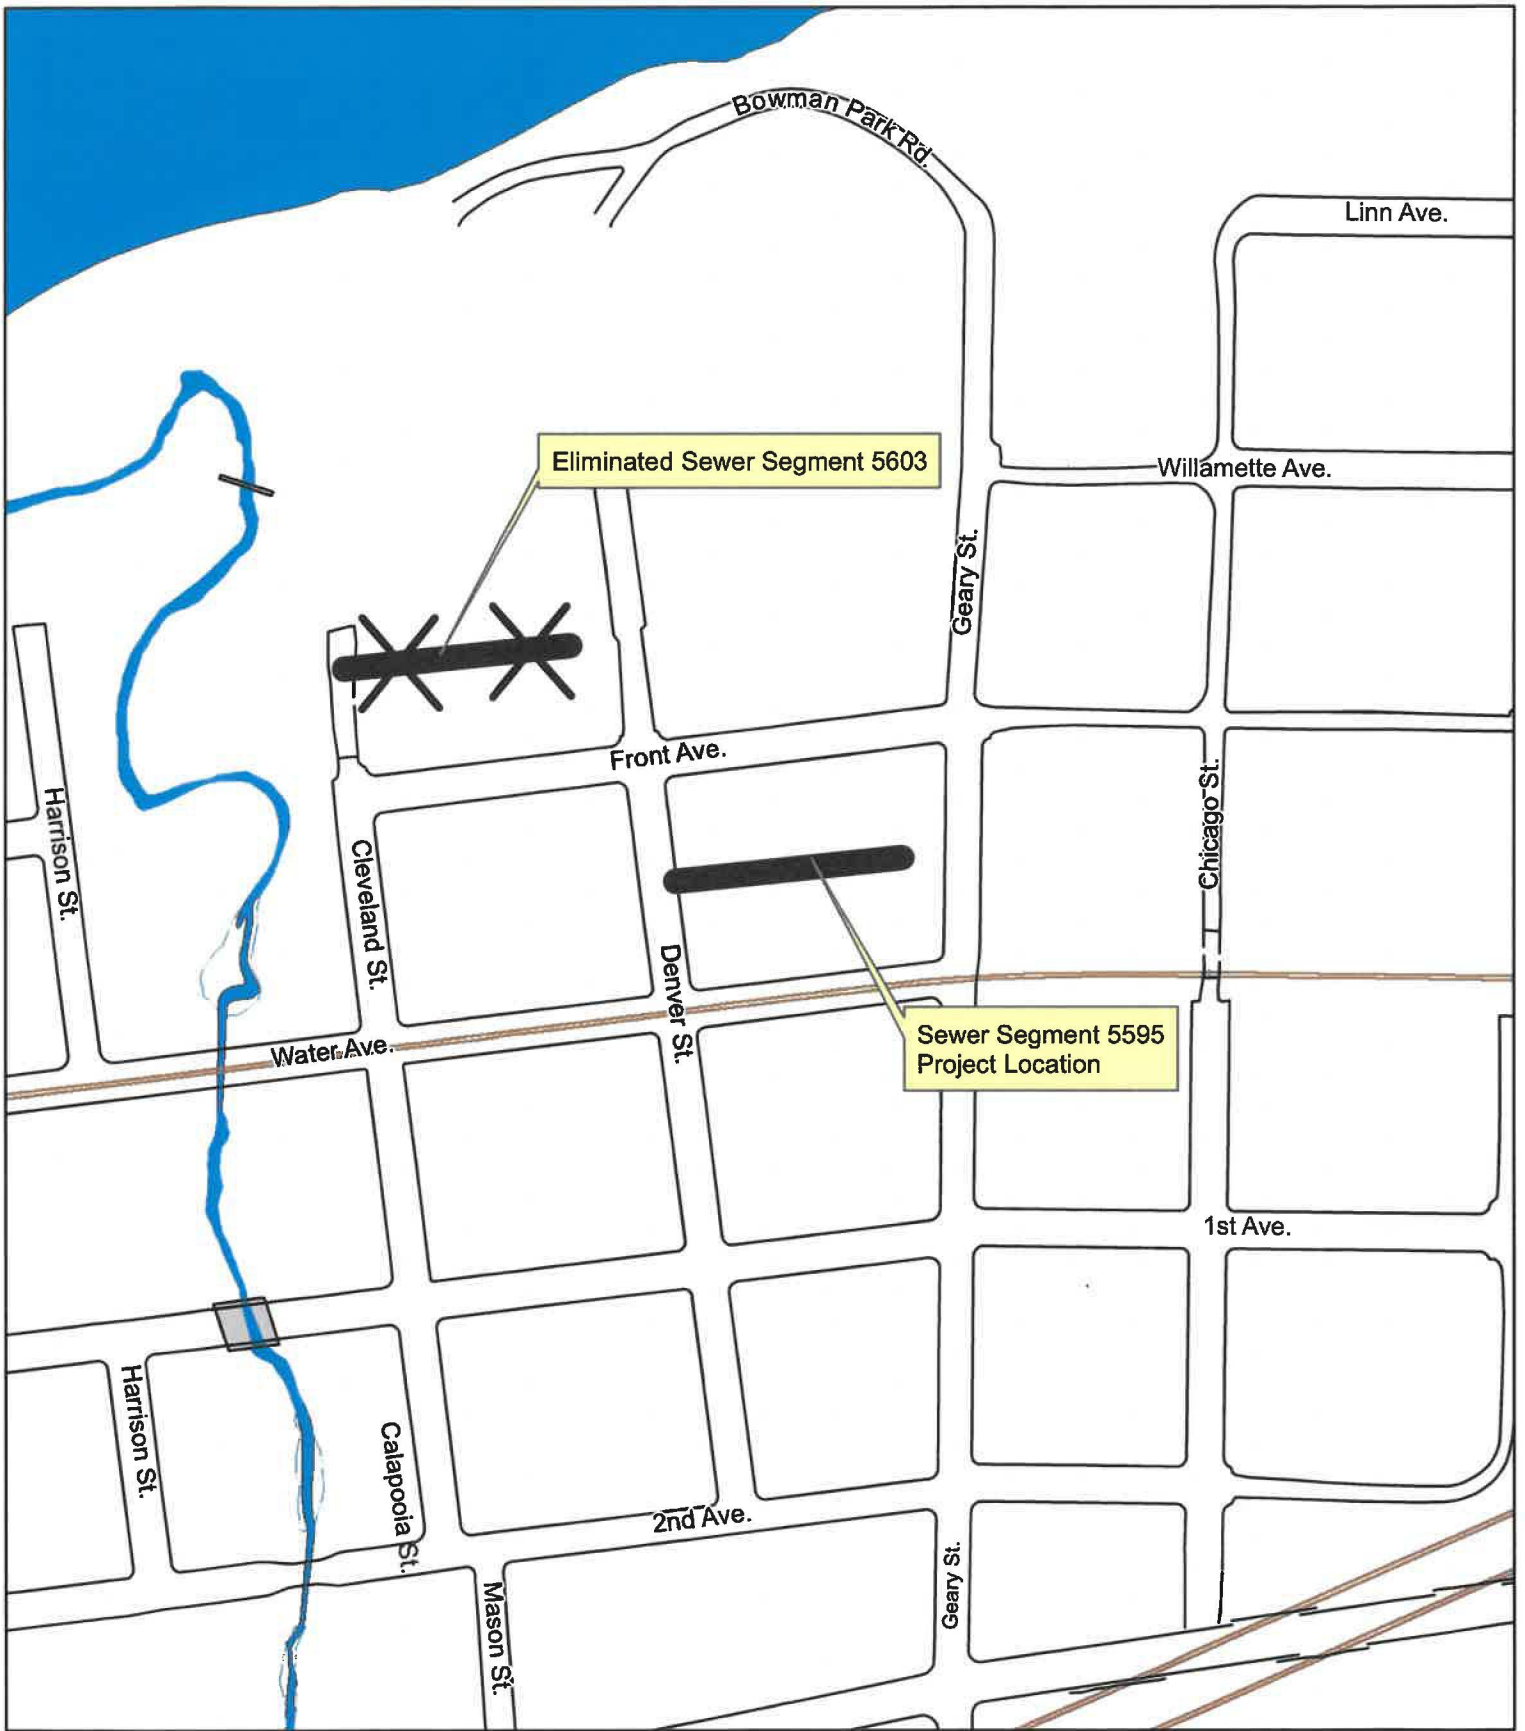 Bowman Park Rd.
Linn Ave.
Eliminated Sewer Segment 5603
Willamette Ave.
Geary St.
Front Ave.
Harrison St.
Cleveland St.
Chicago St.
Denver St.
Sewer Segment 5595
Project Location
Water Ave.
1st Ave.
Harrison St.
Calapooia St.
2nd Ave.
Geary St.
Mason St.